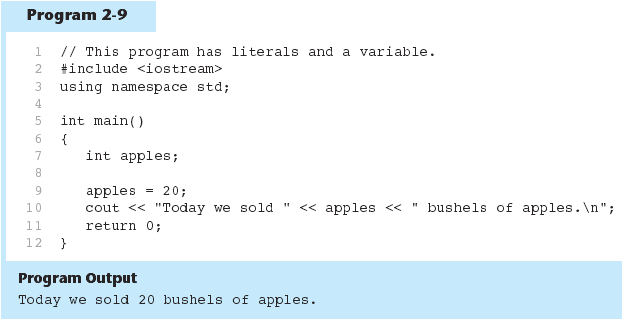 Program 2-9
1 // This program has literals and a variable.
2 #include <iostream>
3 using namespace std;
4
5 int main()
6 {
7 int apples;
8
9 apples = 20;
10 cout << "Today we sold " << apples << " bushels of apples.\n";
11 return 0;
12 }
Program Output
Today we sold 20 bushels of apples.